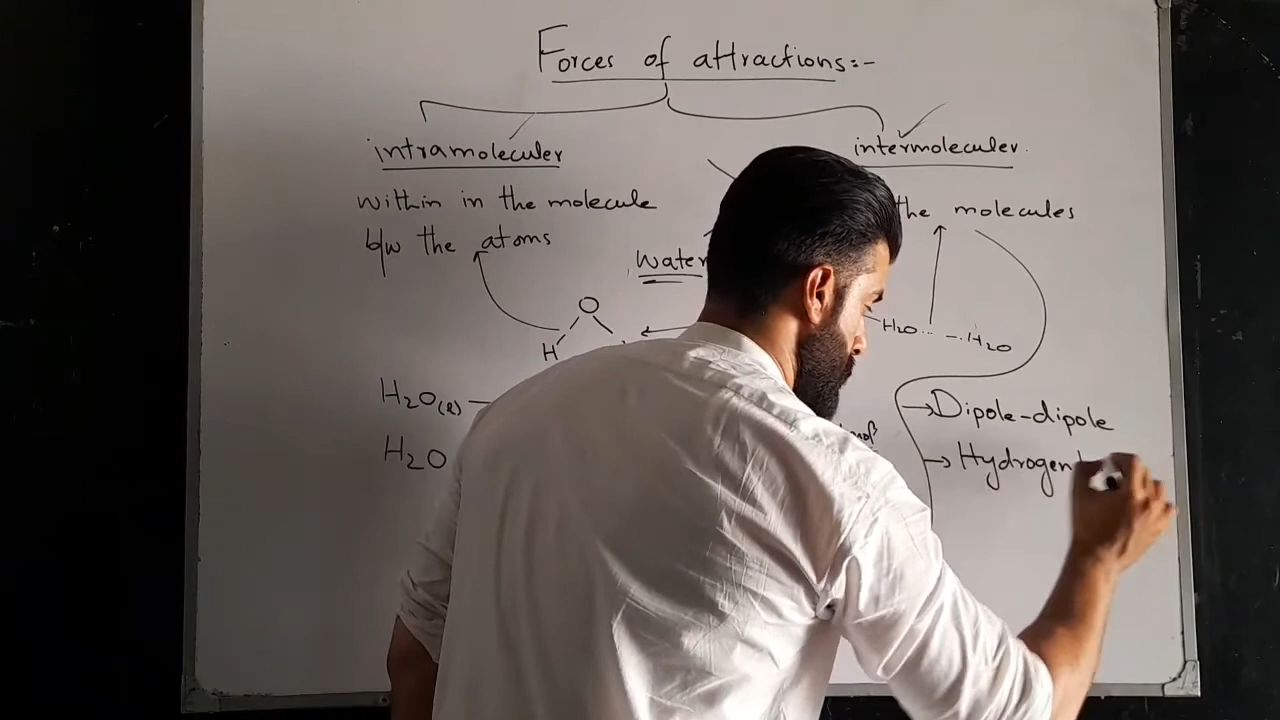 Forces of attractions:-
intramoleculer
intermoleculer.
within in the molecule
the molecules
b/w the atoms
Water
O
H
H2O... -..H2O
H2O(l)
→Dipole-dipole
H2O
→Hydrogen